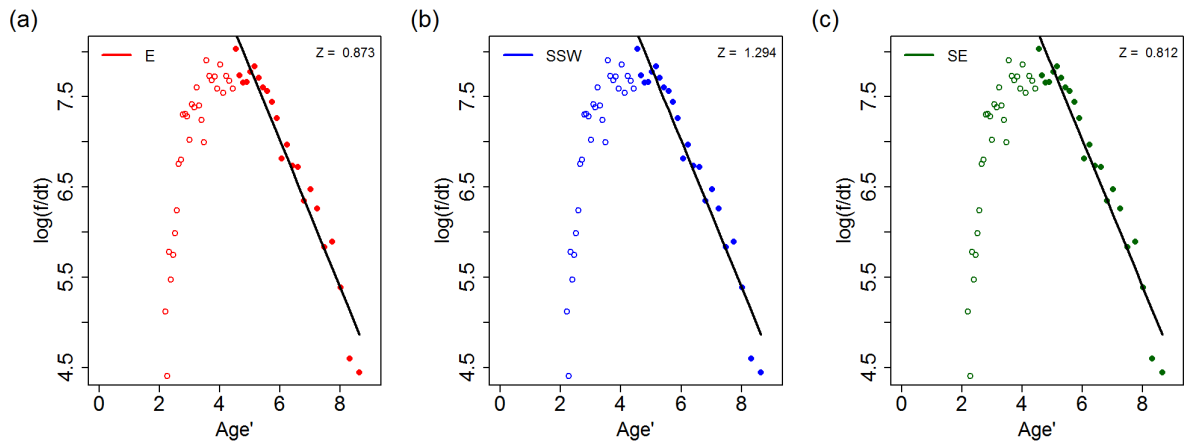 (a)
E
Z = 0.873
log(f/dt)
7.5
6.5
5.5
4.5
0 2 4 6 8
Age'
(b)
SSW
Z = 1.294
log(f/dt)
7.5
6.5
5.5
4.5
0 2 4 6 8
Age'
(c)
SE
Z = 0.812
log(f/dt)
7.5
6.5
5.5
4.5
0 2 4 6 8
Age'